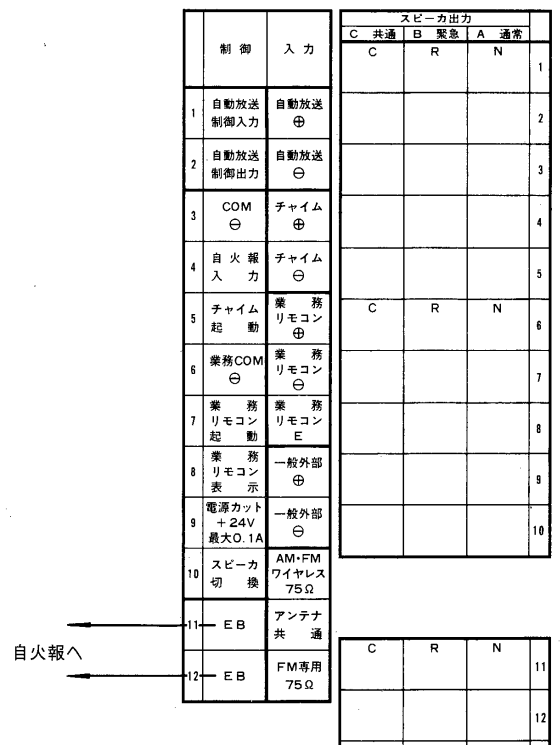 制 御
入 力
1
自動放送
制御入力
自動放送
⊕
2
自動放送
制御出力
自動放送
⊖
3
COM
⊖
チャイム
⊕
4
自 火 報
入 力
チャイム
⊖
5
チャイム
起 動
業 務
リモコン
⊕
6
業務COM
⊖
業 務
リモコン
⊖
7
業 務
リモコン
起 動
業 務
リモコン
E
8
業 務
リモコン
表 示
一般外部
⊕
9
電源カット
+24V
最大0.1A
一般外部
⊖
10
スピーカ
切 換
AM・FM
ワイヤレス
75Ω
11
EB
アンテナ
共 通
12
EB
FM専用
75Ω
自火報へ
スピーカ出力
C 共通 B 緊急 A 通常
C R N 1
2
3
4
5
C R N 6
7
8
9
10
C R N 11
12